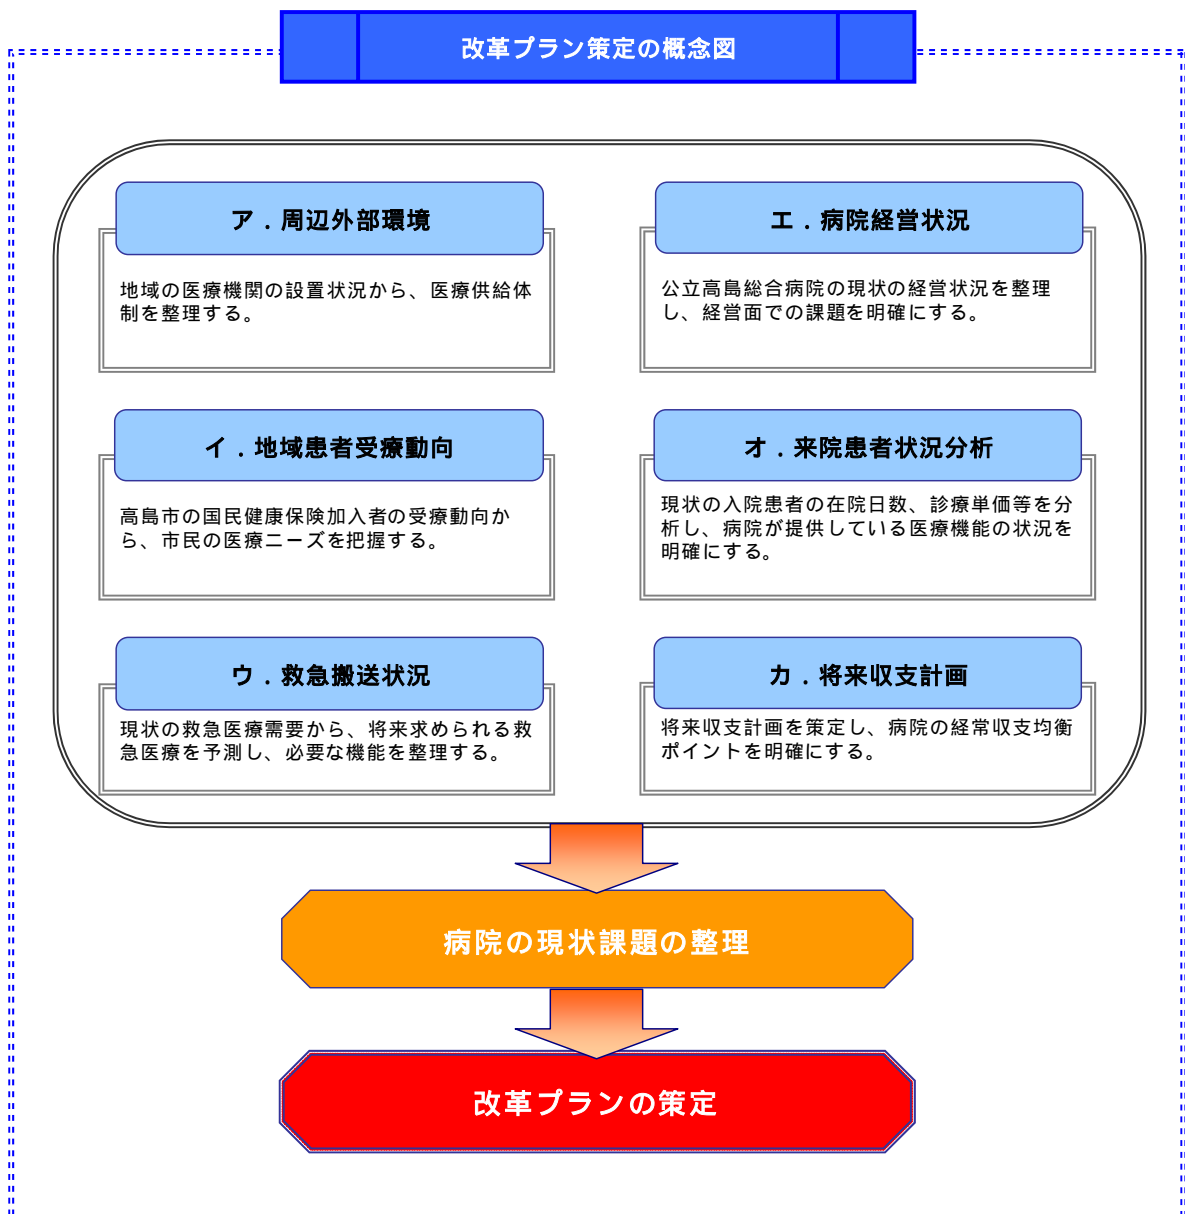 改革プラン策定の概念図
ア．周辺外部環境
地域の医療機関の設置状況から、医療供給体
制を整理する。
イ．地域患者受療動向
高島市の国民健康保険加入者の受療動向か
ら、市民の医療ニーズを把握する。
ウ．救急搬送状況
現状の救急医療需要から、将来求められる救
急医療を予測し、必要な機能を整理する。
エ．病院経営状況
公立高島総合病院の現状の経営状況を整理
し、経営面での課題を明確にする。
オ．来院患者状況分析
現状の入院患者の在院日数、診療単価等を分
析し、病院が提供している医療機能の状況を
明確にする。
カ．将来収支計画
将来収支計画を策定し、病院の経常収支均衡
ポイントを明確にする。
病院の現状課題の整理
改革プランの策定